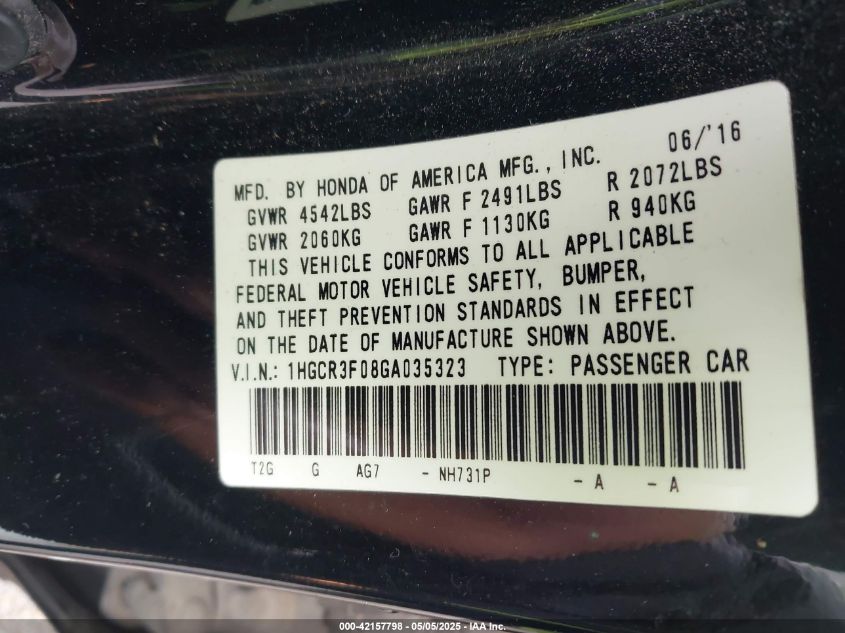 06/'16
MFD. BY HONDA OF AMERICA MFG., INC.
GVWR 4542LBS GAWR F 2491LBS R 2072LBS
GVWR 2060KG GAWR F 1130KG R 940KG
THIS VEHICLE CONFORMS TO ALL APPLICABLE
FEDERAL MOTOR VEHICLE SAFETY, BUMPER,
AND THEFT PREVENTION STANDARDS IN EFFECT
ON THE DATE OF MANUFACTURE SHOWN ABOVE.
V.I.N.: 1HGCR3F08GA035323 TYPE: PASSENGER CAR
T2G G AG7 - NH731P - A - A
000-42157798 - 05/05/2025 - IAA Inc.